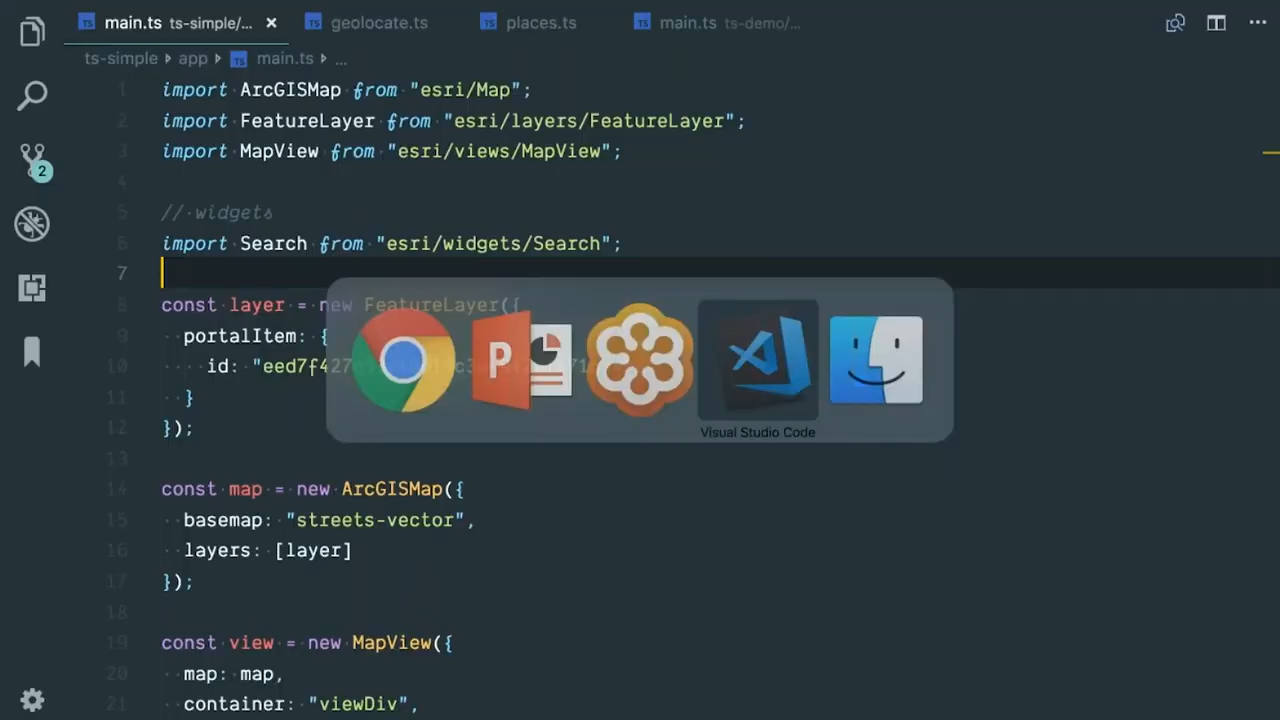 main.ts ts-simple/... × geolocate.ts places.ts main.ts ts-demo/...
ts-simple app main.ts ...
1 import ArcGISMap from "esri/Map";
2 import FeatureLayer from "esri/layers/FeatureLayer";
3 import MapView from "esri/views/MapView";
4
5 // widgets
2
6 import Search from "esri/widgets/Search";
7
8 const layer = new FeatureLayer({
9 portalItem: {
10 id: "eed7f427
11 }
12 });
Visual Studio Code
13
14 const map = new ArcGISMap({
15 basemap: "streets-vector",
16 layers: [layer]
17 });
18
19 const view = new MapView({
20 map: map,
21 container: "viewDiv",